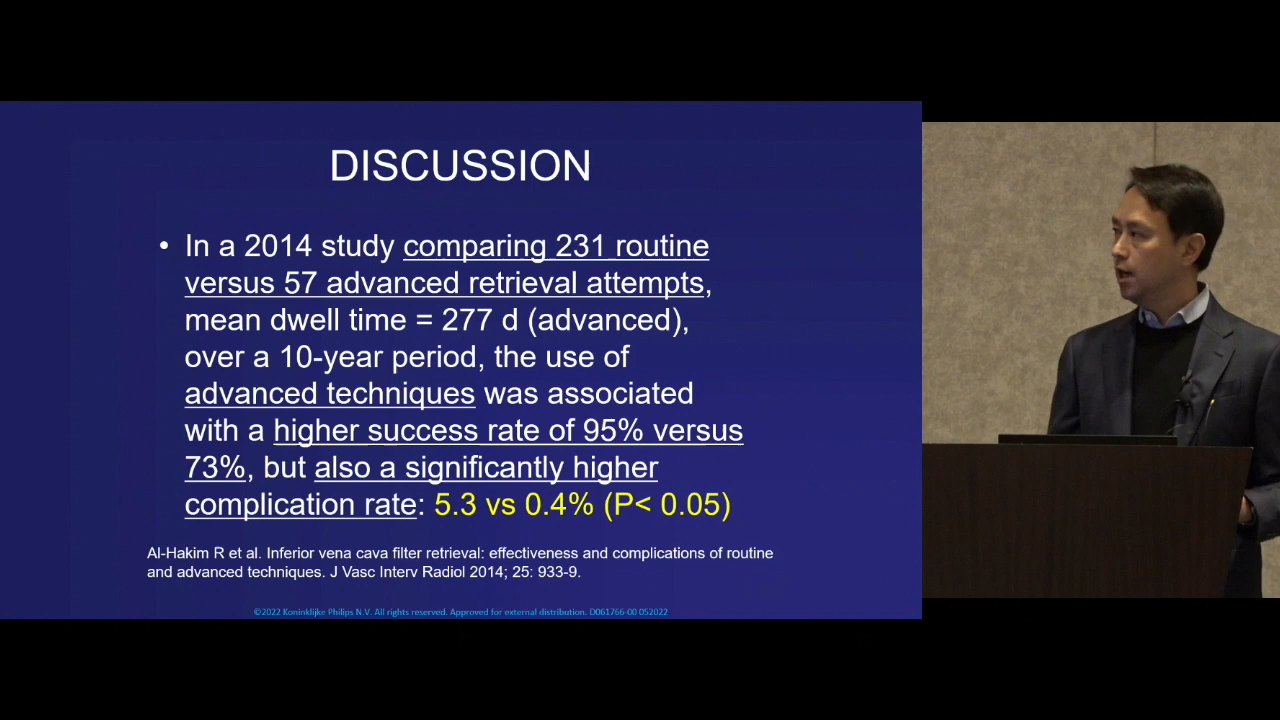 DISCUSSION
• In a 2014 study comparing 231 routine
versus 57 advanced retrieval attempts,
mean dwell time = 277 d (advanced),
over a 10-year period, the use of
advanced techniques was associated
with a higher success rate of 95% versus
73%, but also a significantly higher
complication rate: 5.3 vs 0.4% (P< 0.05)
Al-Hakim R et al. Inferior vena cava filter retrieval: effectiveness and complications of routine
and advanced techniques. J Vasc Interv Radiol 2014; 25: 933-9.
©2022 Koninklijke Philips N.V. All rights reserved. Approved for external distribution. D061766-00 052022